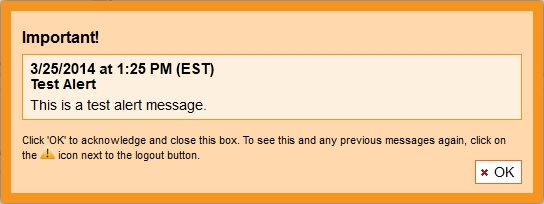 Important!
3/25/2014 at 1:25 PM (EST)
Test Alert
This is a test alert message.
Click 'OK' to acknowledge and close this box. To see this and any previous messages again, click on
the icon next to the logout button.
OK